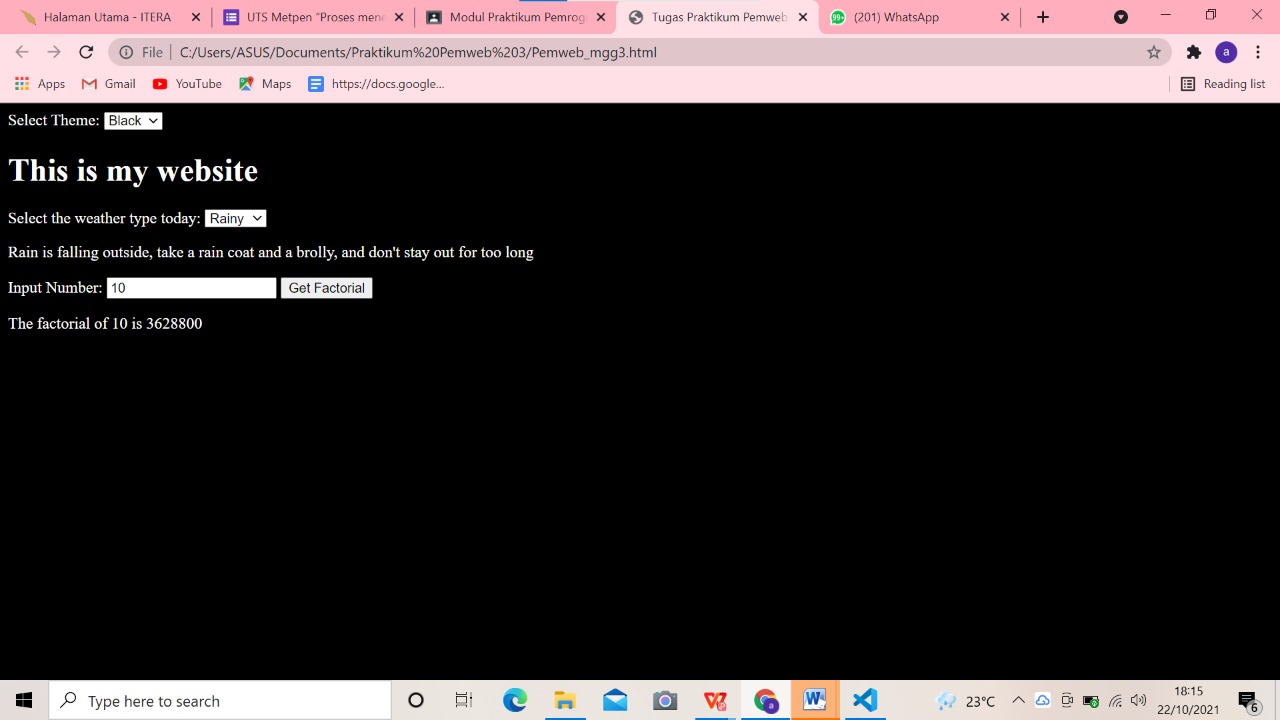 Halaman Utama - ITERA
UTS Metpen "Proses mene
Modul Praktikum Pemrog
Tugas Praktikum Pemweb
99+
(201) WhatsApp
File
C:/Users/ASUS/Documents/Praktikum%20Pemweb%203/Pemweb_mgg3.html
a
Apps
Gmail
YouTube
Maps
https://docs.google...
Reading list
Select Theme: Black
This is my website
Select the weather type today: Rainy
Rain is falling outside, take a rain coat and a brolly, and don't stay out for too long
Input Number: 10 Get Factorial
The factorial of 10 is 3628800
Type here to search
a
W
23°C
18:15
22/10/2021
6